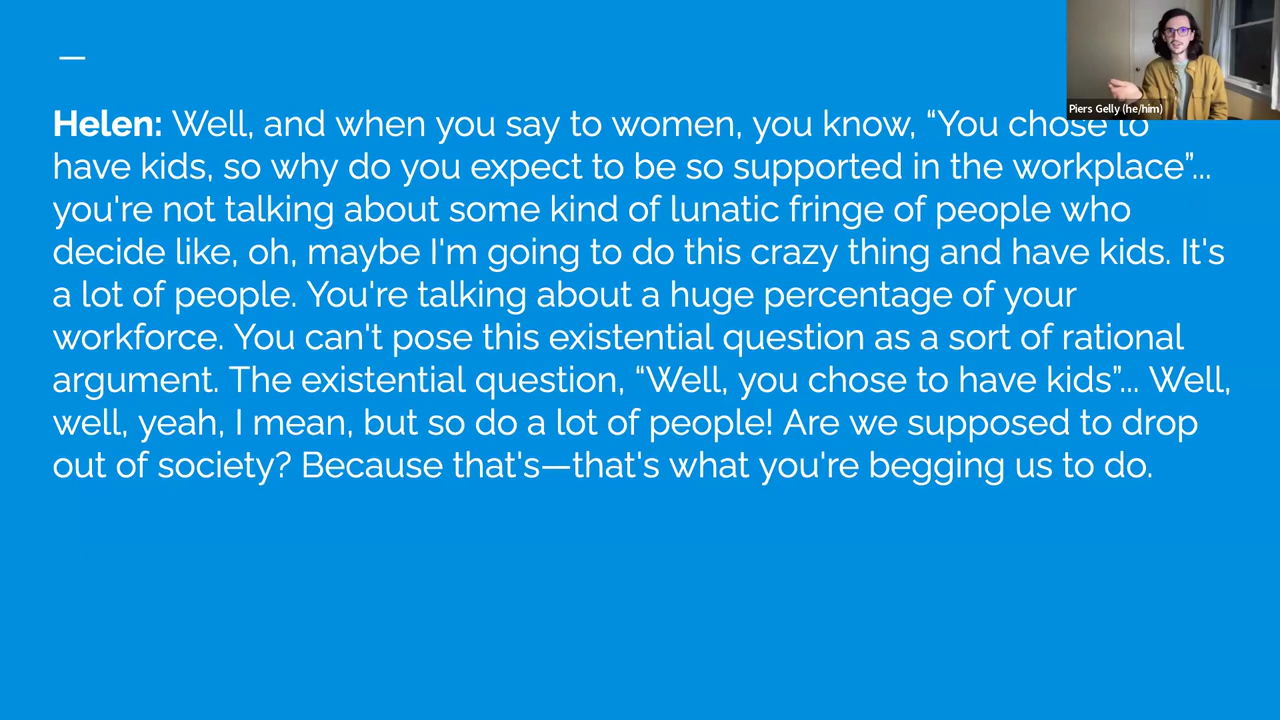 Piers Gelly (he/him)
Helen: Well, and when you say to women, you know, “You chose to
have kids, so why do you expect to be so supported in the workplace”...
you're not talking about some kind of lunatic fringe of people who
decide like, oh, maybe I'm going to do this crazy thing and have kids. It's
a lot of people. You're talking about a huge percentage of your
workforce. You can't pose this existential question as a sort of rational
argument. The existential question, “Well, you chose to have kids”... Well,
well, yeah, I mean, but so do a lot of people! Are we supposed to drop
out of society? Because that's—that's what you're begging us to do.